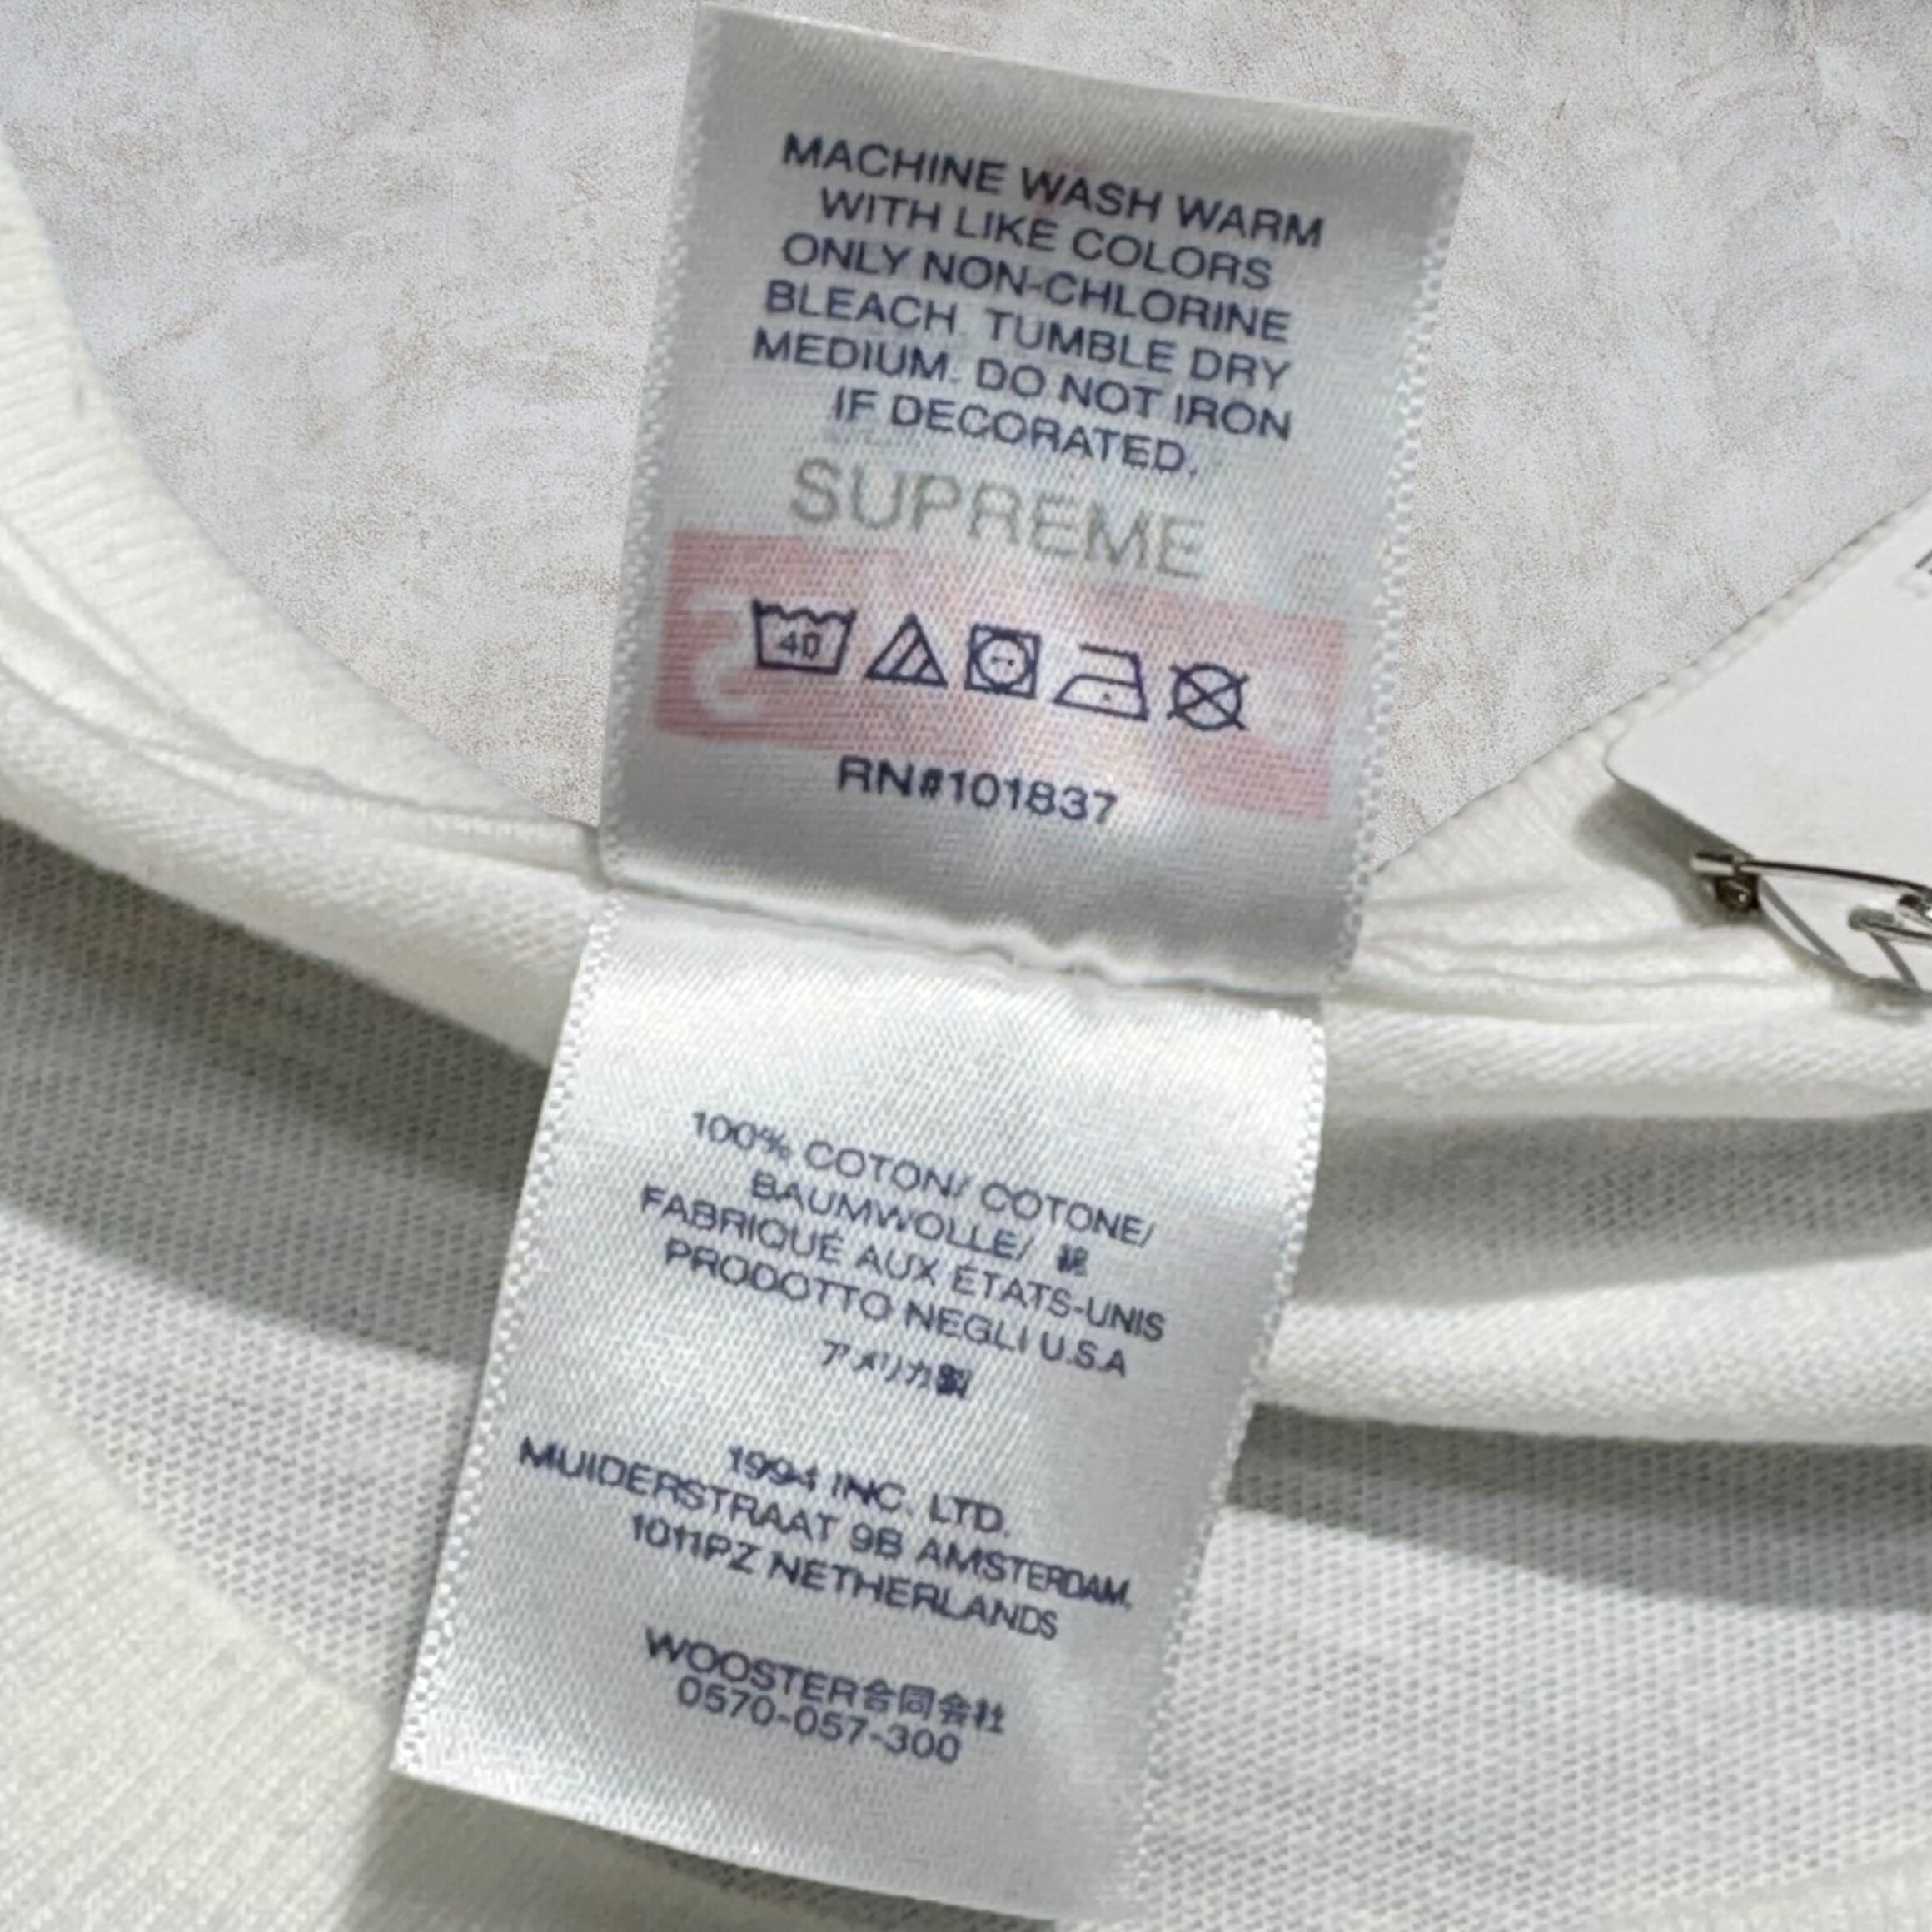 MACHINE WASH WARM
WITH LIKE COLORS
ONLY NON-CHLORINE
BLEACH. TUMBLE DRY
MEDIUM. DO NOT IRON
IF DECORATED.
SUPREME
40
RN#101837
100% COTON/ COTONE/
BAUMWOLLE/ 綿
FABRIQUÉ AUX ÉTATS-UNIS
PRODOTTO NEGLI U.S.A
アメリカ製
1994 INC. LTD.
MUIDERSTRAAT 9B AMSTERDAM,
1011PZ NETHERLANDS
WOOSTER合同会社
0570-057-300